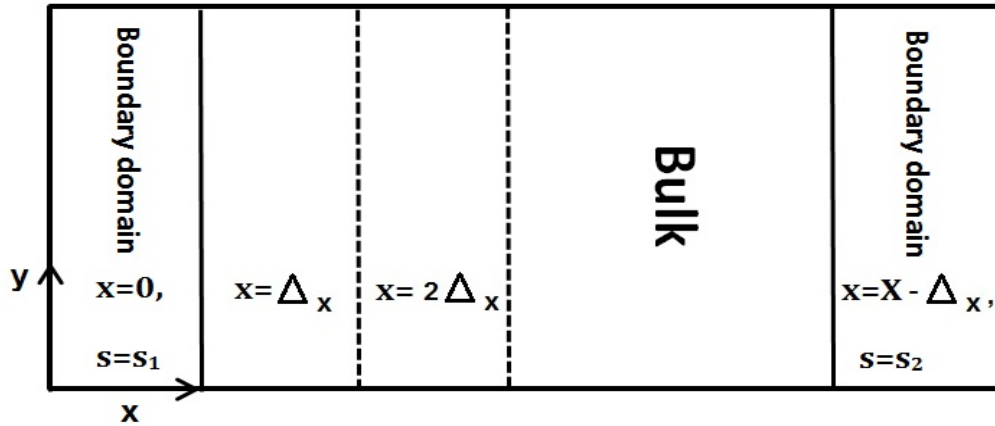 Boundary domain
x=0,
s=s₁
x=Δx
x= 2Δx
Bulk
Boundary domain
x=X - Δx,
s=s₂
y
x